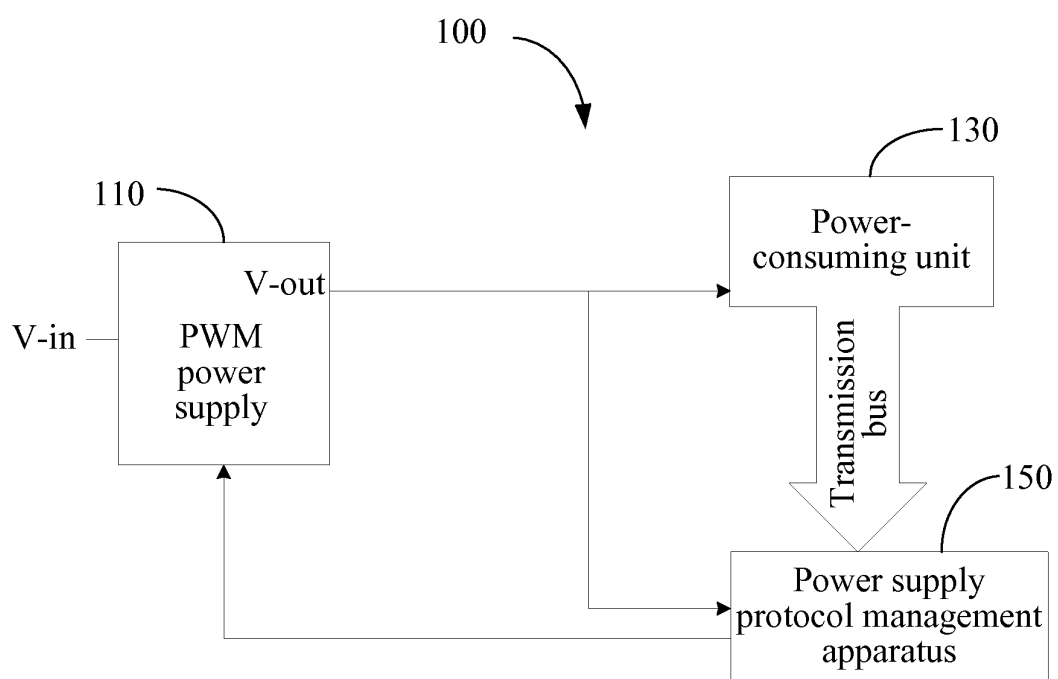 100
130
110
Power-
consuming unit
V-out
V-in
PWM
power
supply
Transmission
bus
150
Power supply
protocol management
apparatus